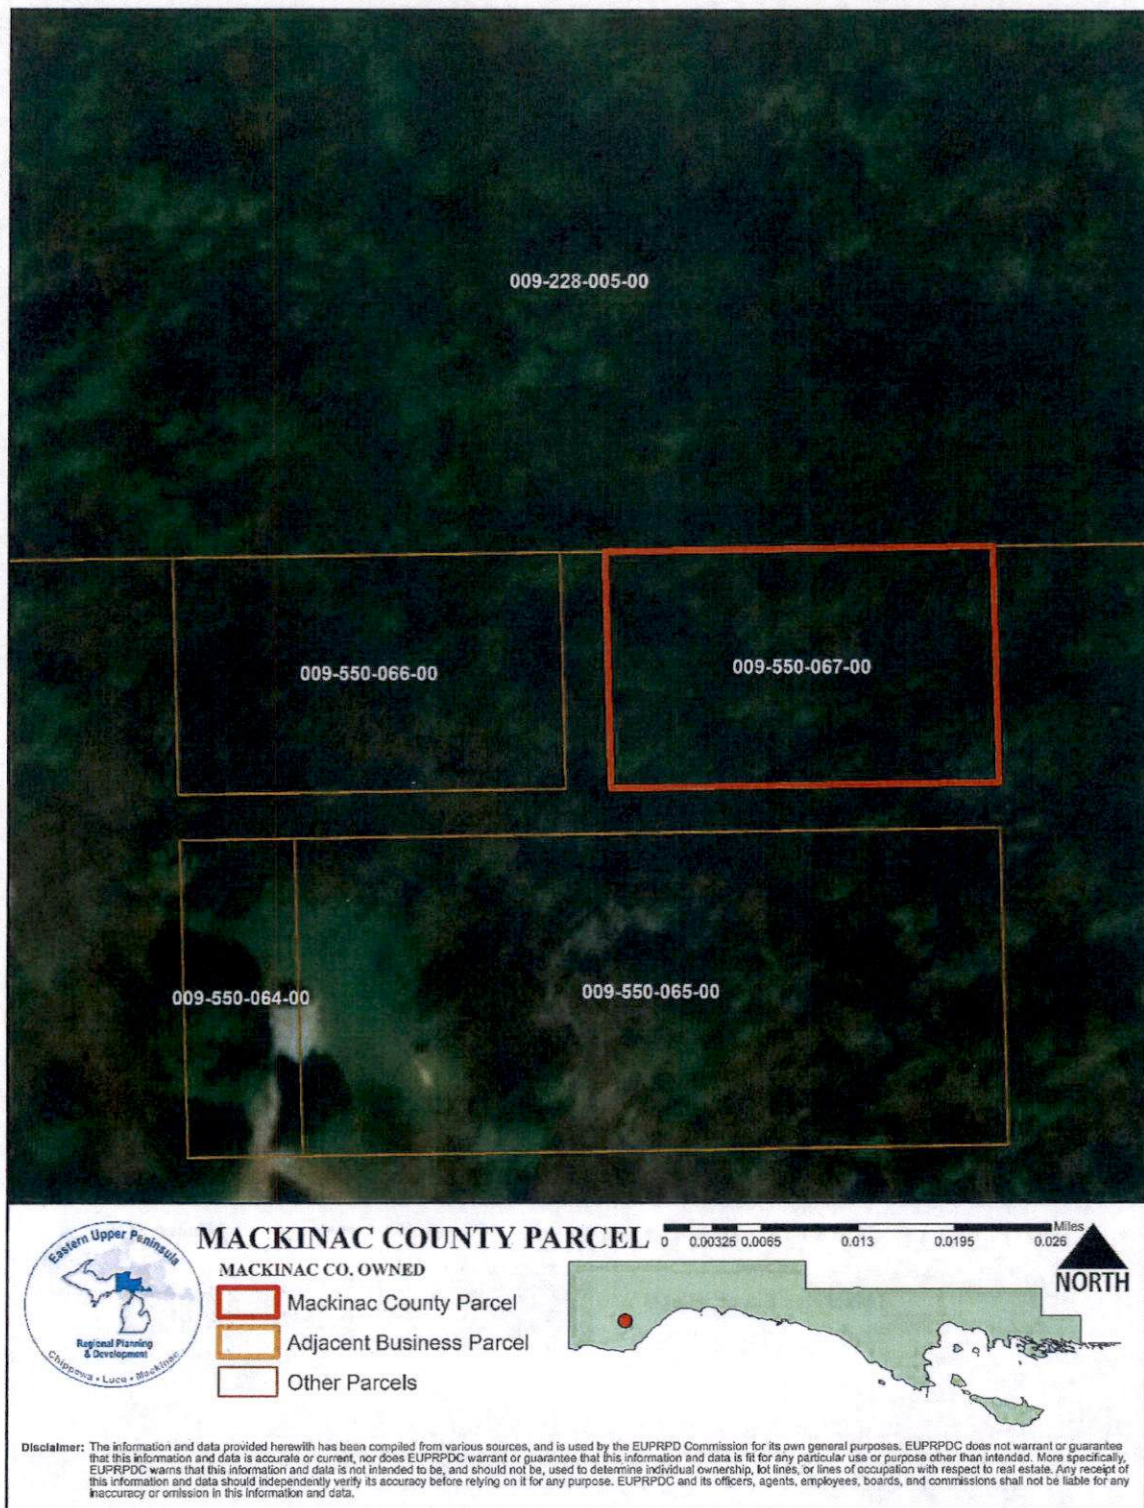 009-228-005-00
009-550-066-00
009-550-067-00
009-550-064-00
009-550-065-00
Eastern Upper Peninsula
Regional Planning
& Development
Chippewa • Luce • Mackinac
MACKINAC COUNTY PARCEL
MACKINAC CO. OWNED
Mackinac County Parcel
Adjacent Business Parcel
Other Parcels
Miles
0 0.00325 0.0065 0.013 0.0195 0.026
NORTH
Disclaimer: The information and data provided herewith has been compiled from various sources, and is used by the EUPRPD Commission for its own general purposes. EUPRPDC does not warrant or guarantee
that this information and data is accurate or current, nor does EUPRPDC warrant or guarantee that this information and data is fit for any particular use or purpose other than intended. More specifically,
EUPRPDC warns that this information and data is not intended to be, and should not be, used to determine individual ownership, lot lines, or lines of occupation with respect to real estate. Any receipt of
this information and data should independently verify its accuracy before relying on it for any purpose. EUPRPDC and its officers, agents, employees, boards, and commissions shall not be liable for any
inaccuracy or omission in this information and data.